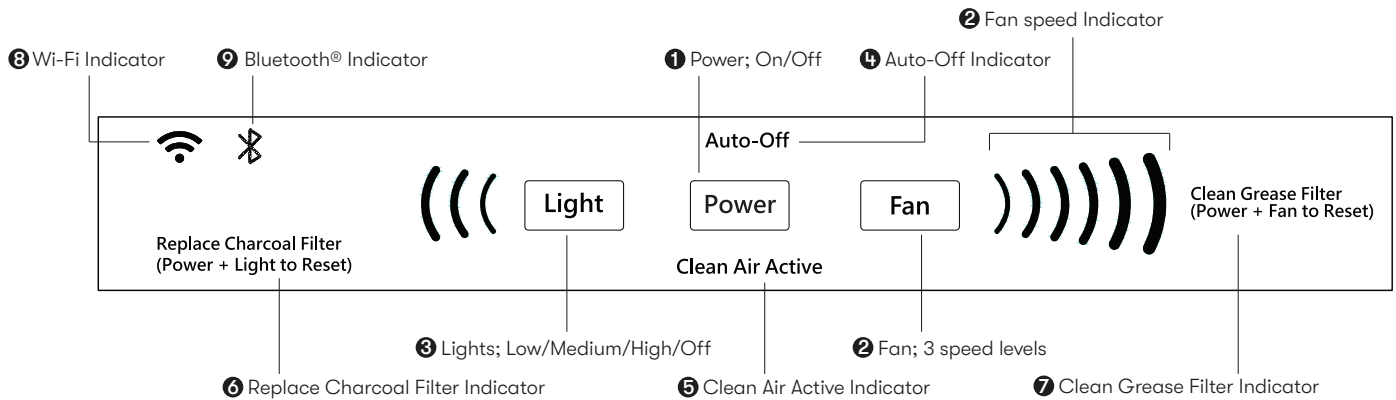 ❷ Fan speed Indicator
❽ Wi-Fi Indicator
❾ Bluetooth® Indicator
❶ Power; On/Off
❹ Auto-Off Indicator
Auto-Off
Light
Power
Fan
Clean Grease Filter
(Power + Fan to Reset)
Replace Charcoal Filter
(Power + Light to Reset)
Clean Air Active
❸ Lights; Low/Medium/High/Off
❷ Fan; 3 speed levels
❻ Replace Charcoal Filter Indicator
❺ Clean Air Active Indicator
❼ Clean Grease Filter Indicator